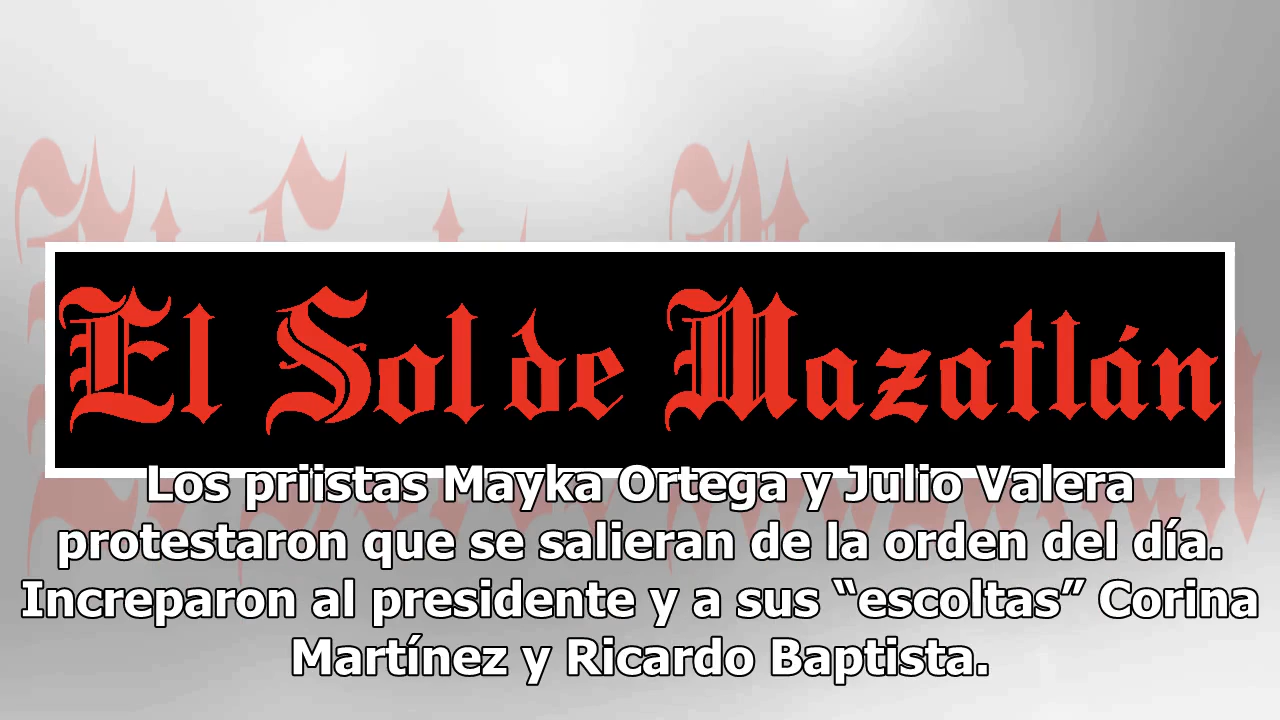 El Sol de Mazatlán
Los priistas Mayka Ortega y Julio Valera
protestaron que se salieran de la orden del día.
Increparon al presidente y a sus “escoltas” Corina
Martínez y Ricardo Baptista.